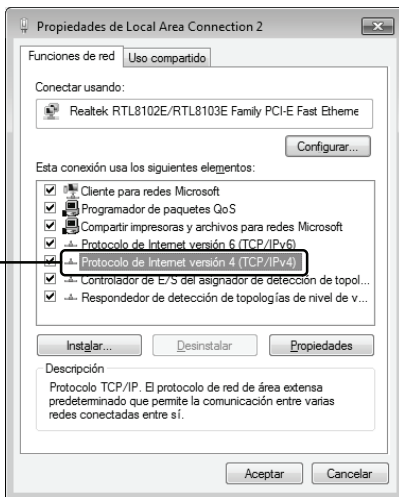 Propiedades de Local Area Connection 2
Funciones de red
Uso compartido
Conectar usando:
Realtek RTL8102E/RTL8103E Family PCI-E Fast Etheme
Configurar...
Esta conexión usa los siguientes elementos:
Cliente para redes Microsoft
Programador de paquetes QoS
Compartir impresoras y archivos para redes Microsoft
Protocolo de Internet versión 6 (TCP/IPv6)
Protocolo de Internet versión 4 (TCP/IPv4)
Controlador de E/S del asignador de detección de topol...
Respondedor de detección de topologías de nivel de v...
Instalar...
Desinstalar
Propiedades
Descripción
Protocolo TCP/IP. El protocolo de red de área extensa
predeterminado que permite la comunicación entre varias
redes conectadas entre sí.
Aceptar
Cancelar